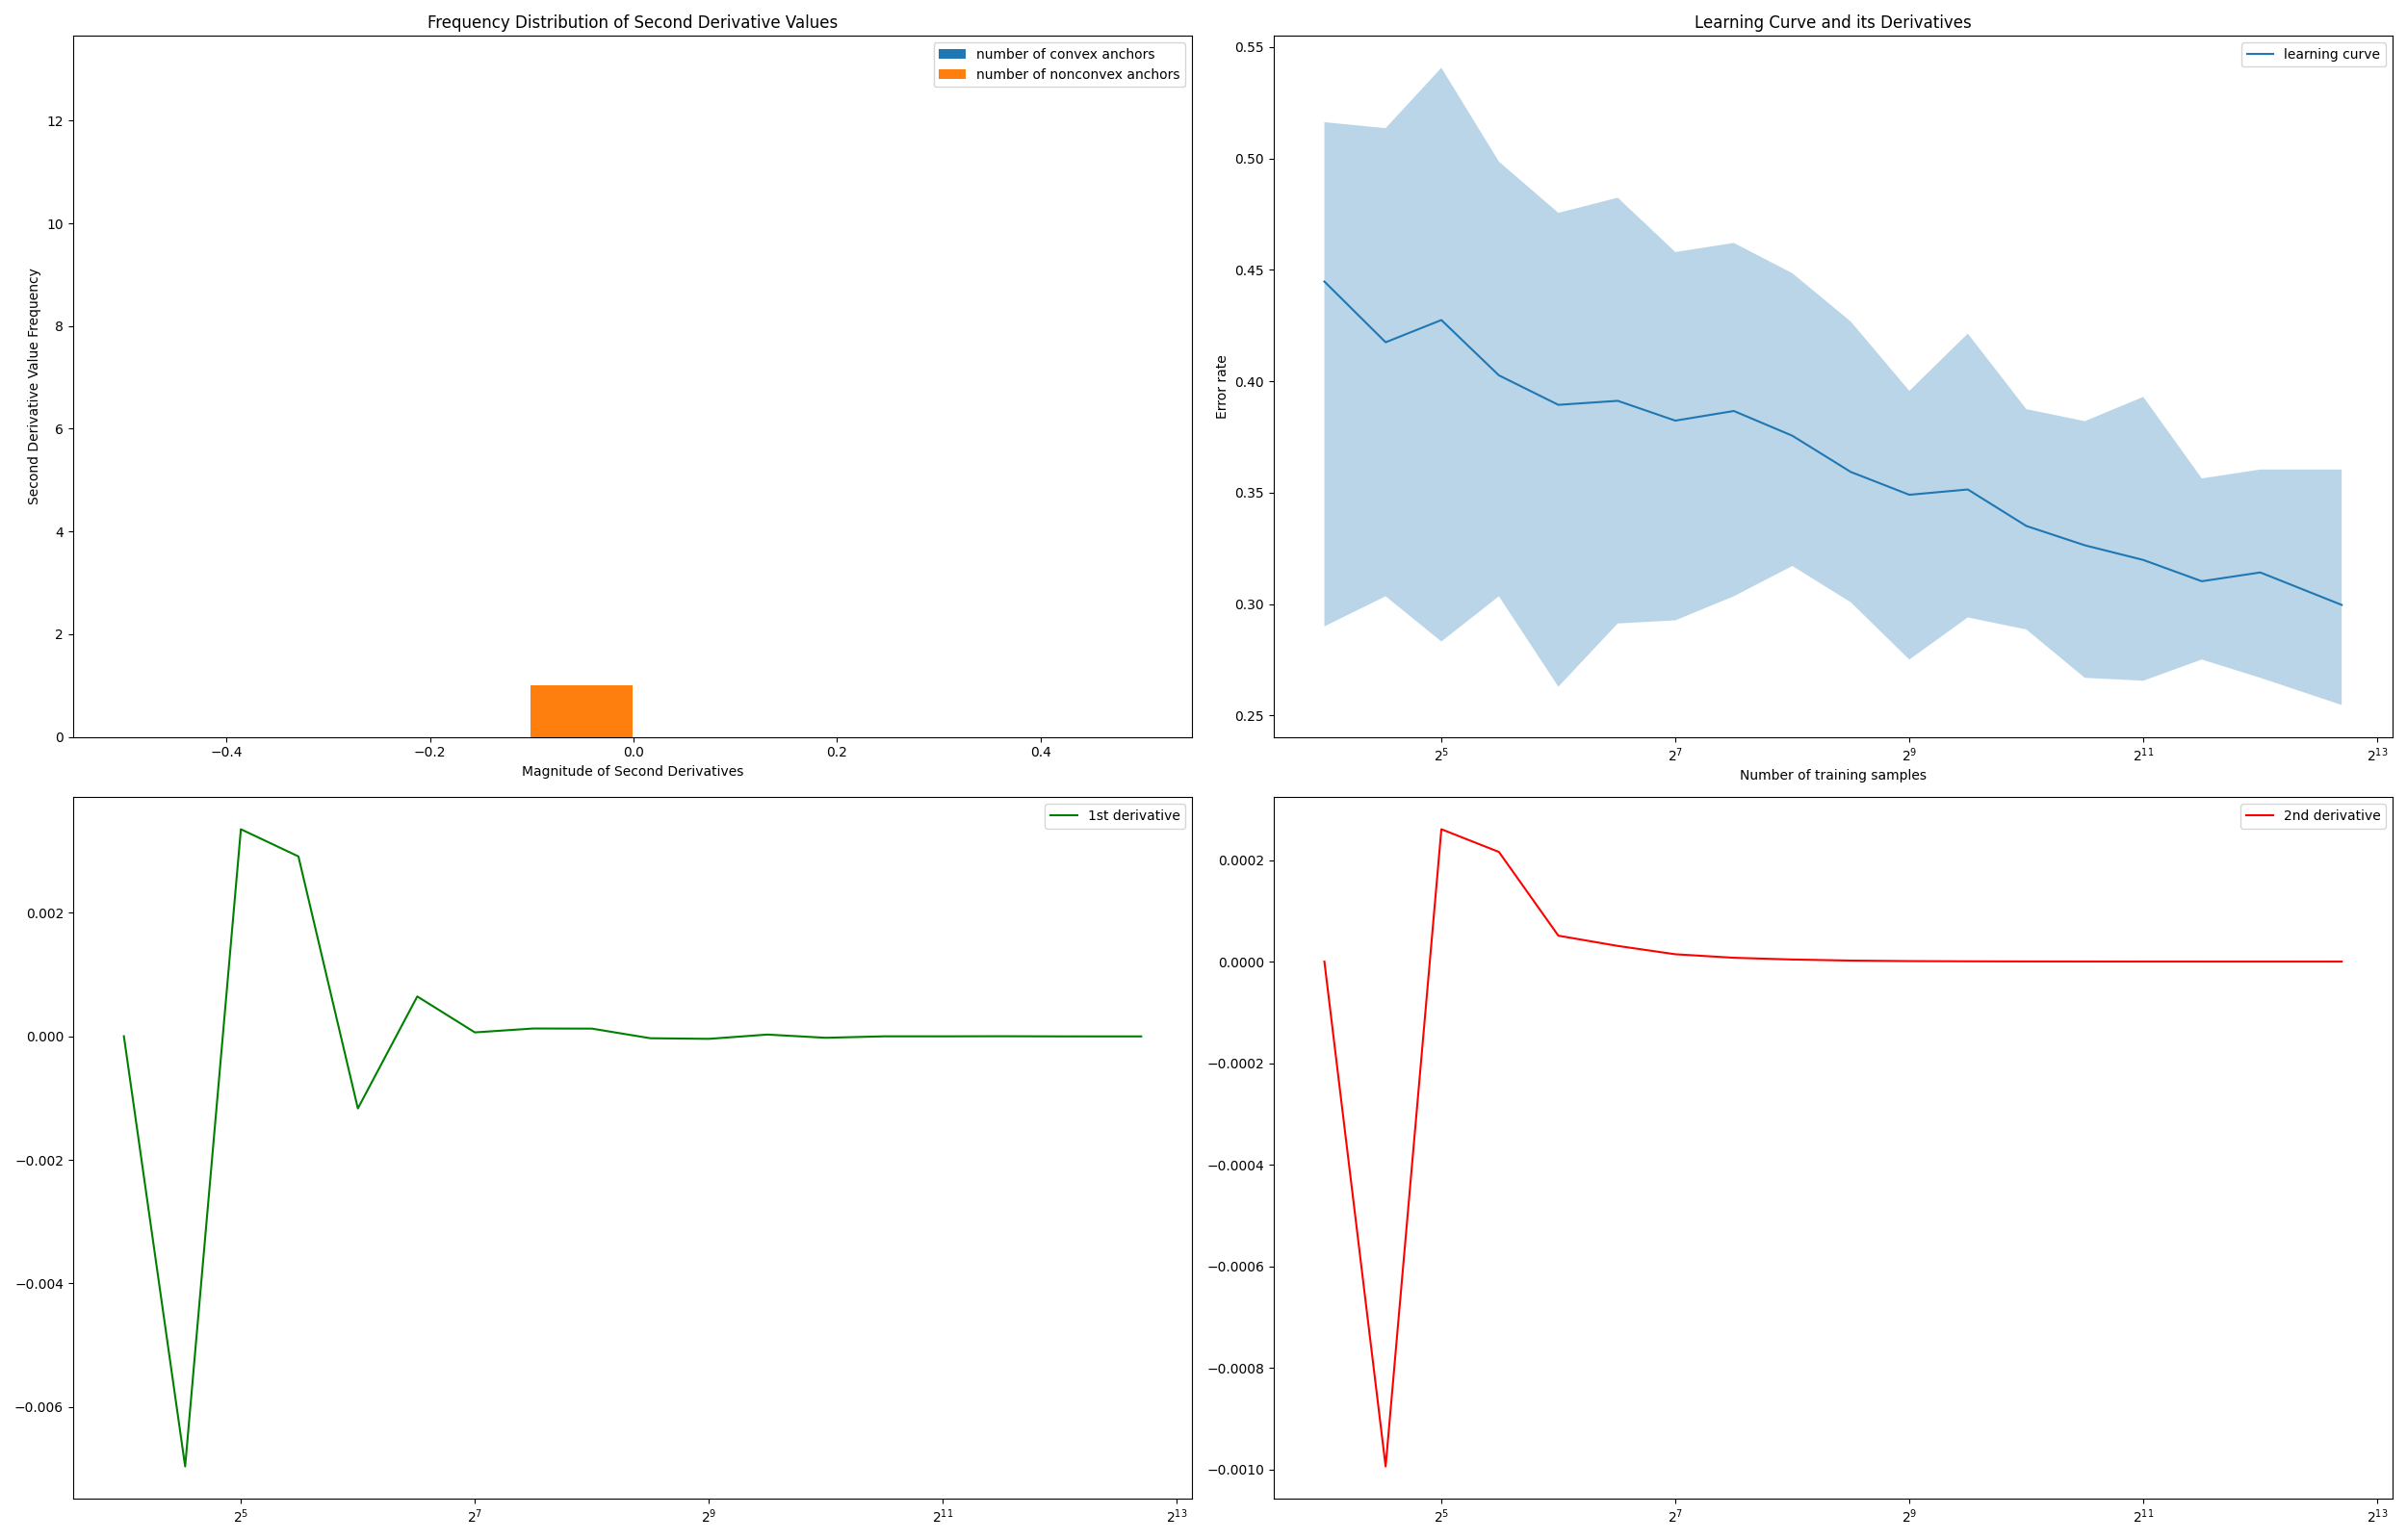 Frequency Distribution of Second Derivative Values
number of convex anchors
number of nonconvex anchors
12
10
8
6
4
2
0
Second Derivative Value Frequency
−0.4 −0.2 0.0 0.2 0.4
Magnitude of Second Derivatives
Learning Curve and its Derivatives
learning curve
0.55
0.50
0.45
0.40
0.35
0.30
0.25
Error rate
2^5 2^7 2^9 2^11 2^13
Number of training samples
1st derivative
0.002
0.000
−0.002
−0.004
−0.006
2^5 2^7 2^9 2^11 2^13
2nd derivative
0.0002
0.0000
−0.0002
−0.0004
−0.0006
−0.0008
−0.0010
2^5 2^7 2^9 2^11 2^13